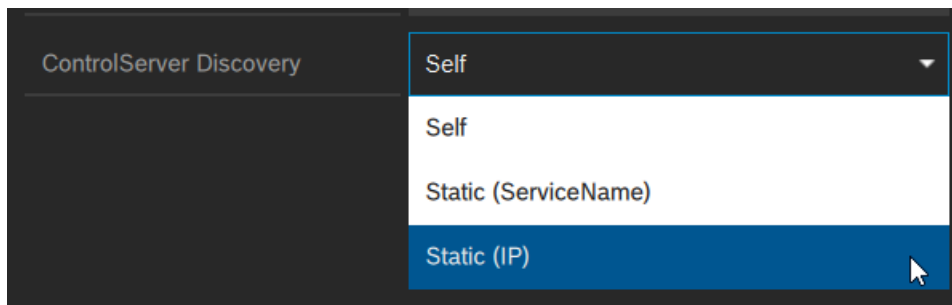 ControlServer Discovery
Self
Self
Static (ServiceName)
Static (IP)